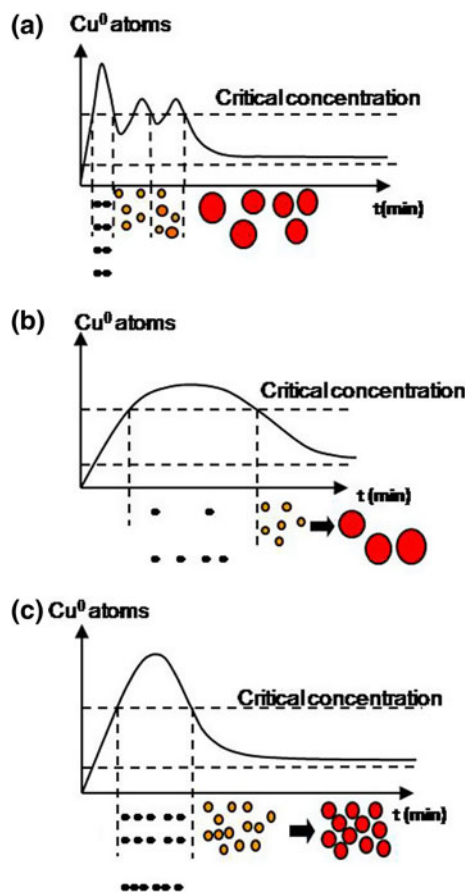 (a)
Cu⁰ atoms
Critical concentration
t(min)
(b)
Cu⁰ atoms
Critical concentration
t (min)
(c)
Cu⁰ atoms
Critical concentration
t (min)